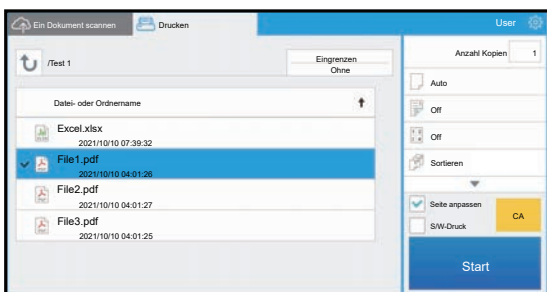 Ein Dokument scannen
Drucken
User
/Test 1
Eingrenzen
Ohne
Anzahl Kopien 1
Datei- oder Ordnername
Auto
Off
Off
Sortieren
Excel.xlsx
2021/10/10 07:39:32
File1.pdf
2021/10/10 04:01:26
File2.pdf
2021/10/10 04:01:27
File3.pdf
2021/10/10 04:01:25
Seite anpassen
S/W-Druck
CA
Start